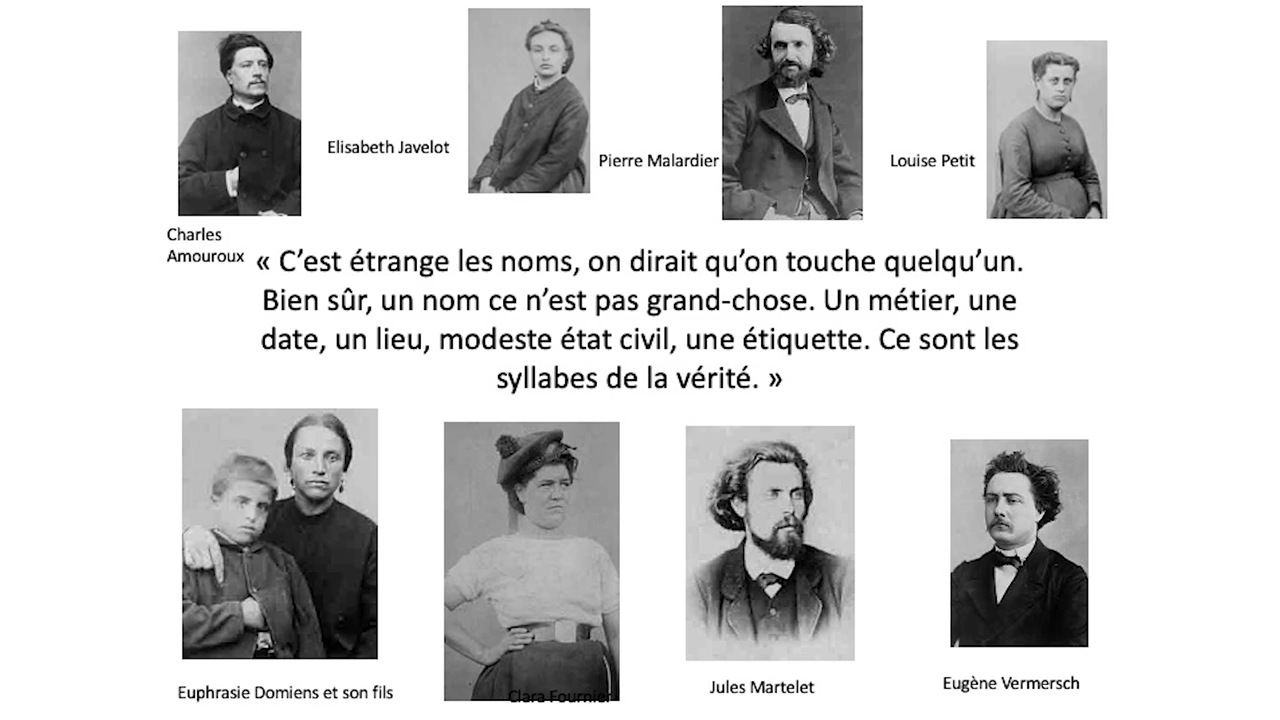 Elisabeth Javelot
Pierre Malardier
Louise Petit
Charles
Amouroux
« C’est étrange les noms, on dirait qu’on touche quelqu’un.
Bien sûr, un nom ce n’est pas grand-chose. Un métier, une
date, un lieu, modeste état civil, une étiquette. Ce sont les
syllabes de la vérité. »
Euphrasie Domiens et son fils
Clara Fournier
Jules Martelet
Eugène Vermersch